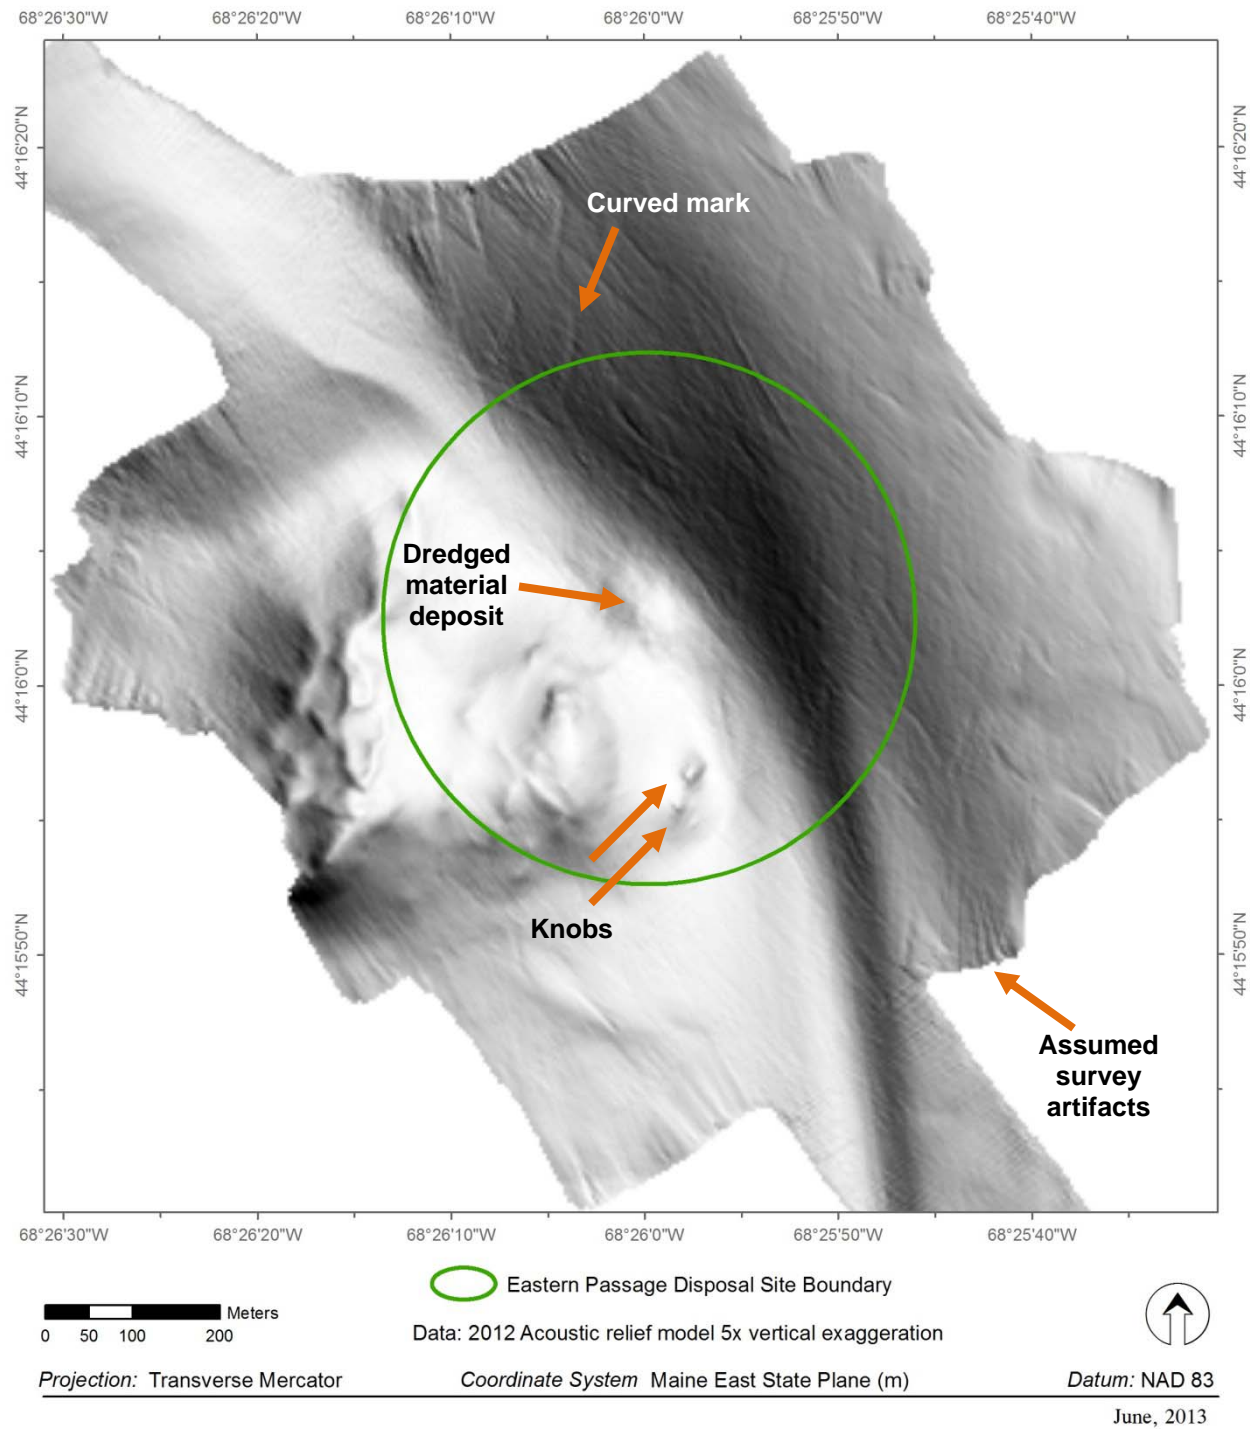 68°26'30"W 68°26'20"W 68°26'10"W 68°26'0"W 68°25'50"W 68°25'40"W
44°16'20"N
44°16'20"N
Curved mark
44°16'10"N
44°16'10"N
Dredged
material
deposit
44°16'0"N
44°16'0"N
Knobs
44°15'50"N
44°15'50"N
Assumed
survey
artifacts
68°26'30"W 68°26'20"W 68°26'10"W 68°26'0"W 68°25'50"W 68°25'40"W
Eastern Passage Disposal Site Boundary
Meters
0 50 100 200
Data: 2012 Acoustic relief model 5x vertical exaggeration
Projection: Transverse Mercator Coordinate System Maine East State Plane (m) Datum: NAD 83
June, 2013